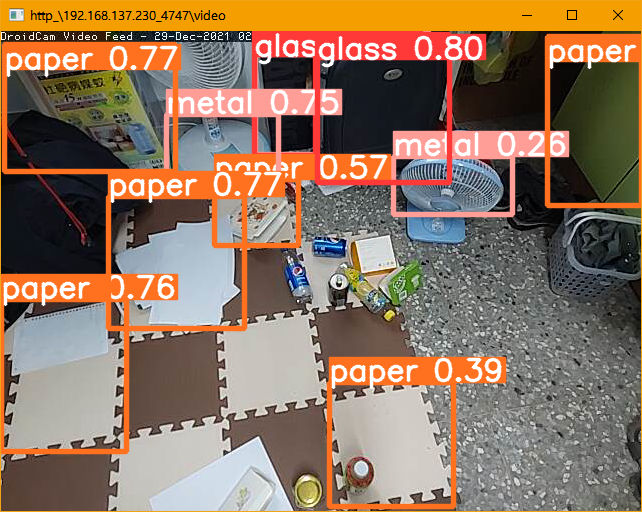 http_\192.168.137.230_4747\video
DroidCam Video Feed - 29-Dec-2021 02
paper 0.77
glas
glass 0.80
paper
metal 0.75
metal 0.26
paper 0.57
paper 0.77
paper 0.76
paper 0.39